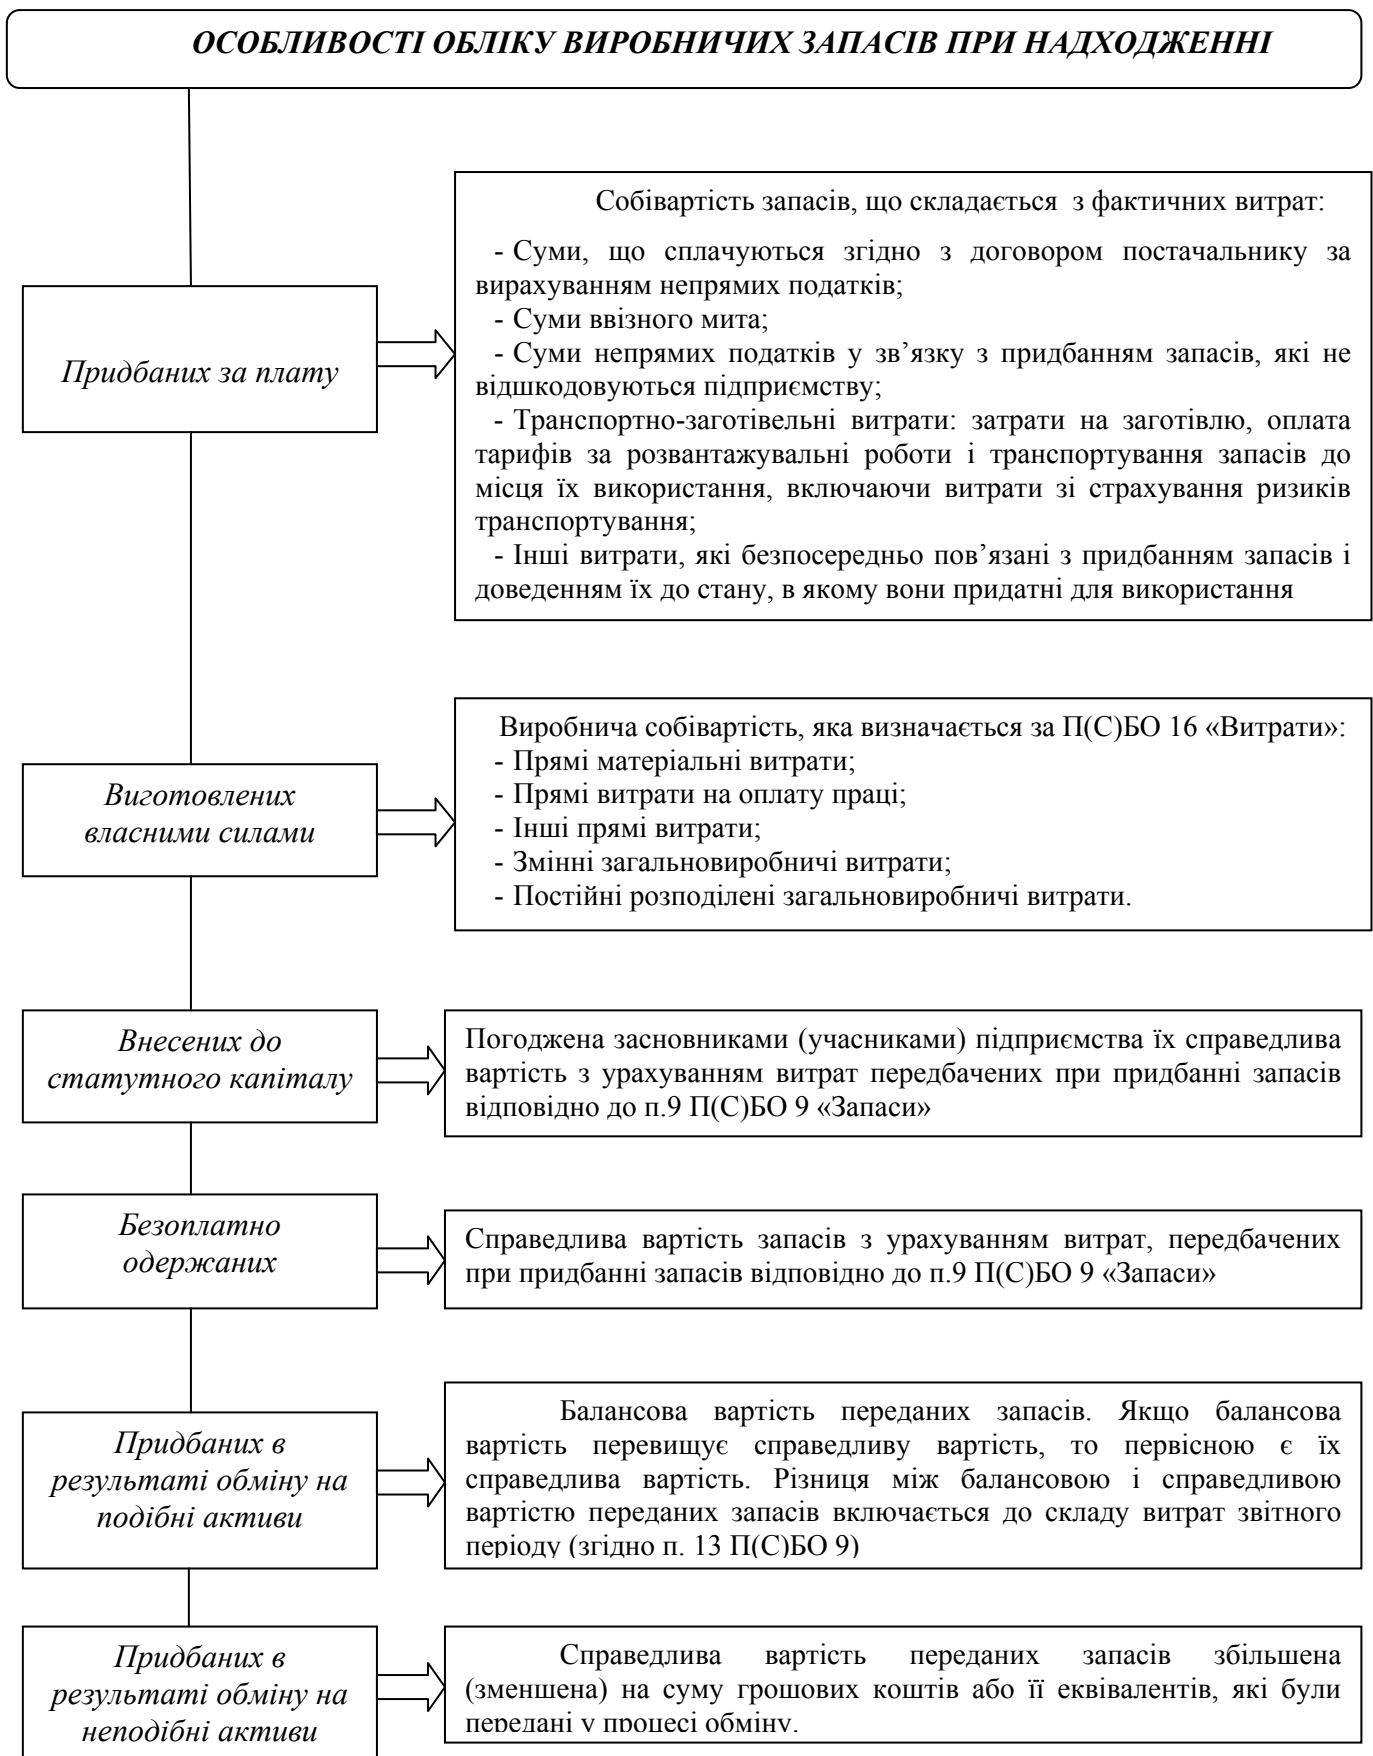 ОСОБЛИВОСТІ ОБЛІКУ ВИРОБНИЧИХ ЗАПАСІВ ПРИ НАДХОДЖЕННІ
Придбаних за плату
Собівартість запасів, що складається з фактичних витрат:
- Суми, що сплачуються згідно з договором постачальнику за
вирахуванням непрямих податків;
- Суми ввізного мита;
- Суми непрямих податків у зв’язку з придбанням запасів, які не
відшкодовуються підприємству;
- Транспортно-заготівельні витрати: затрати на заготівлю, оплата
тарифів за розвантажувальні роботи і транспортування запасів до
місця їх використання, включаючи витрати зі страхування ризиків
транспортування;
- Інші витрати, які безпосередньо пов’язані з придбанням запасів і
доведенням їх до стану, в якому вони придатні для використання
Виготовлених
власними силами
Виробнича собівартість, яка визначається за П(С)БО 16 «Витрати»:
- Прямі матеріальні витрати;
- Прямі витрати на оплату праці;
- Інші прямі витрати;
- Змінні загальновиробничі витрати;
- Постійні розподілені загальновиробничі витрати.
Внесених до
статутного капіталу
Погоджена засновниками (учасниками) підприємства їх справедлива
вартість з урахуванням витрат передбачених при придбанні запасів
відповідно до п.9 П(С)БО 9 «Запаси»
Безоплатно
одержаних
Справедлива вартість запасів з урахуванням витрат, передбачених
при придбанні запасів відповідно до п.9 П(С)БО 9 «Запаси»
Придбаних в
результаті обміну на
подібні активи
Балансова вартість переданих запасів. Якщо балансова
вартість перевищує справедливу вартість, то первісною є їх
справедлива вартість. Різниця між балансовою і справедливою
вартістю переданих запасів включається до складу витрат звітного
періоду (згідно п. 13 П(С)БО 9)
Придбаних в
результаті обміну на
неподібні активи
Справедлива вартість переданих запасів збільшена
(зменшена) на суму грошових коштів або її еквівалентів, які були
передані у процесі обміну.